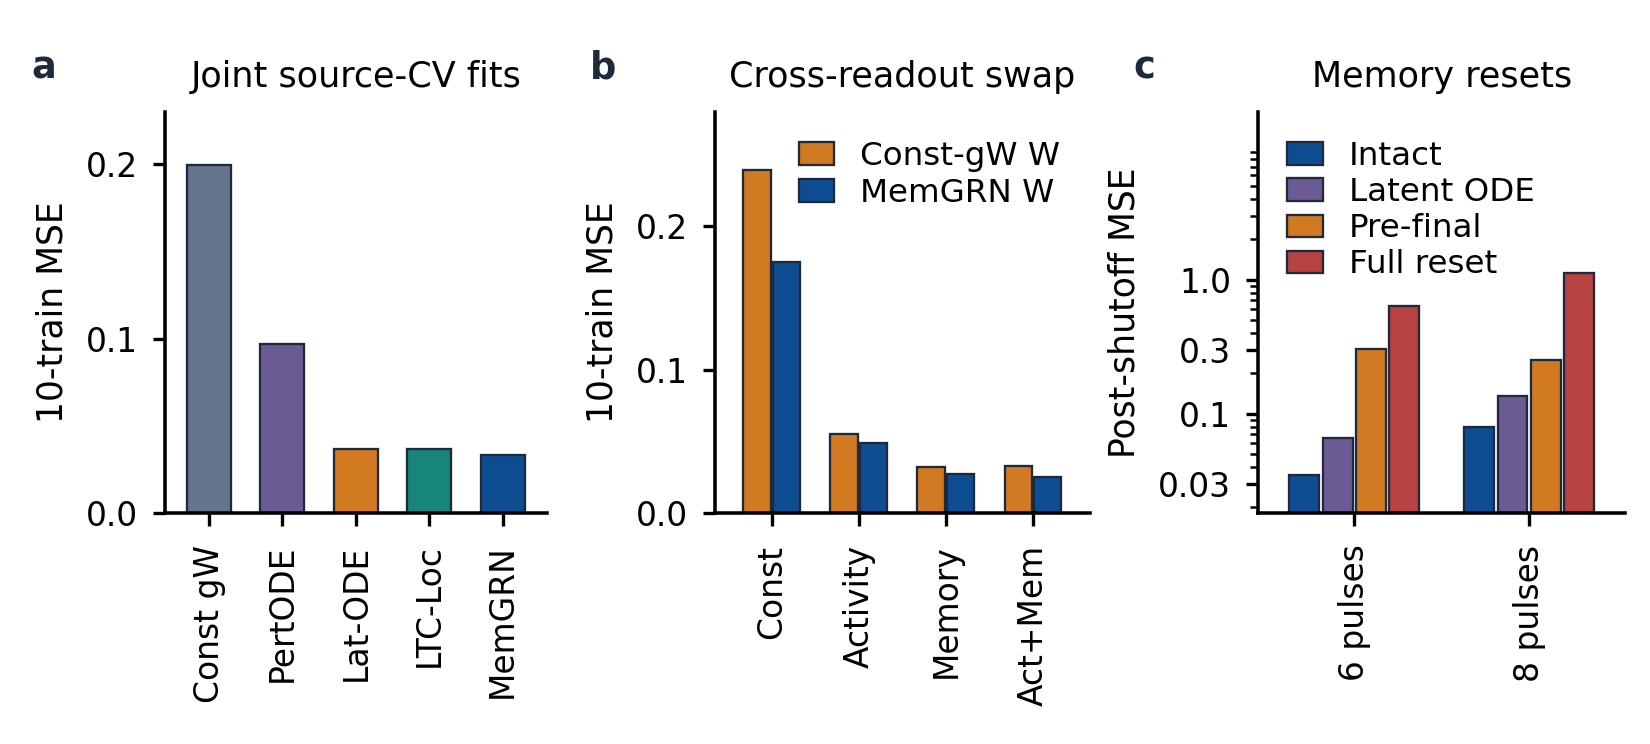 a
Joint source-CV fits
10-train MSE
0.2
0.1
0.0
Const gW
PertODE
Lat-ODE
LTC-Loc
MemGRN
b
Cross-readout swap
10-train MSE
0.2
0.1
0.0
Const-gW W
MemGRN W
Const
Activity
Memory
Act+Mem
c
Memory resets
Post-shutoff MSE
1.0
0.3
0.1
0.03
Intact
Latent ODE
Pre-final
Full reset
6 pulses
8 pulses